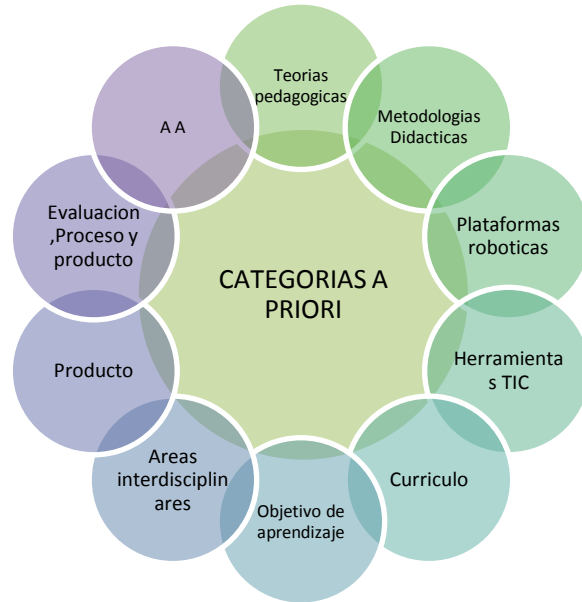 Teorias
pedagogicas
Metodologias
Didacticas
Plataformas
roboticas
Herramienta
s TIC
Curriculo
Objetivo de
aprendizaje
Areas
interdisciplin
ares
Producto
Evaluacion
,Proceso y
producto
A A
CATEGORIAS A
PRIORI